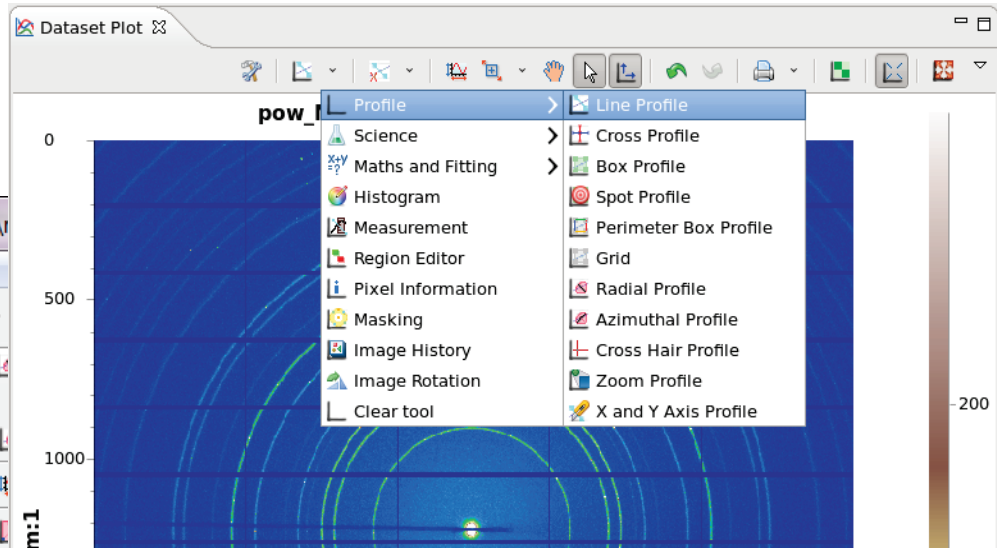 Dataset Plot
pow_
0
500
1000
m:1
200
Profile
Science
Maths and Fitting
Histogram
Measurement
Region Editor
Pixel Information
Masking
Image History
Image Rotation
Clear tool
Line Profile
Cross Profile
Box Profile
Spot Profile
Perimeter Box Profile
Grid
Radial Profile
Azimuthal Profile
Cross Hair Profile
Zoom Profile
X and Y Axis Profile